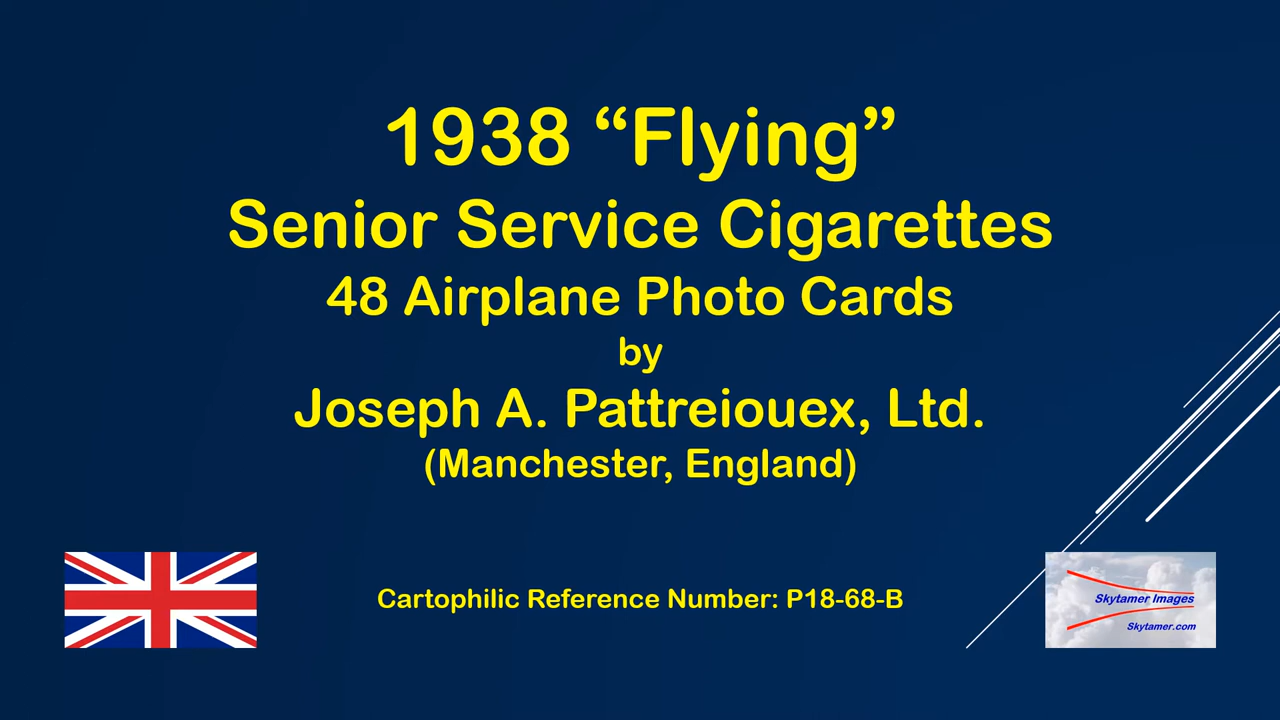 1938 “Flying”
Senior Service Cigarettes
48 Airplane Photo Cards
by
Joseph A. Pattreiouex, Ltd.
(Manchester, England)
Cartophilic Reference Number: P18-68-B
Skytamer Images
Skytamer.com